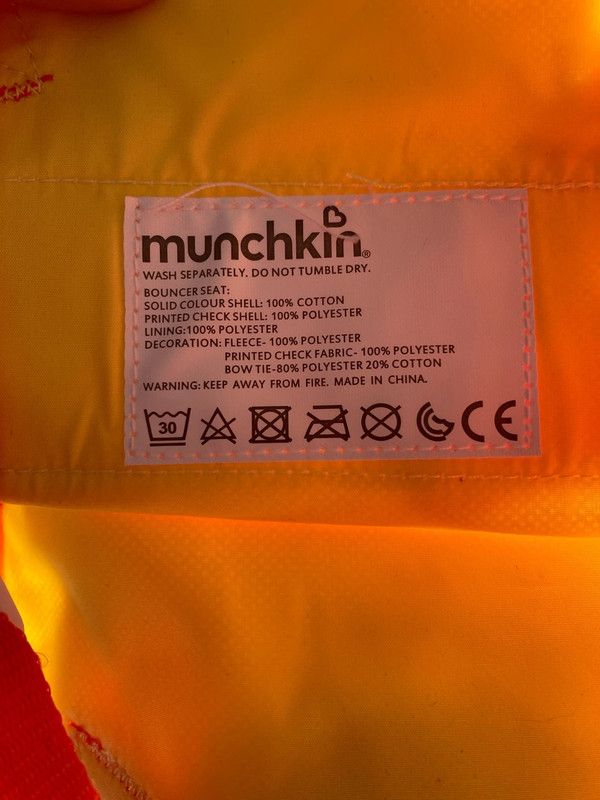 munchkin®
WASH SEPARATELY. DO NOT TUMBLE DRY.
BOUNCER SEAT:
SOLID COLOUR SHELL: 100% COTTON
PRINTED CHECK SHELL: 100% POLYESTER
LINING:100% POLYESTER
DECORATION: FLEECE- 100% POLYESTER
PRINTED CHECK FABRIC- 100% POLYESTER
BOW TIE-80% POLYESTER 20% COTTON
WARNING: KEEP AWAY FROM FIRE. MADE IN CHINA.
30 CE